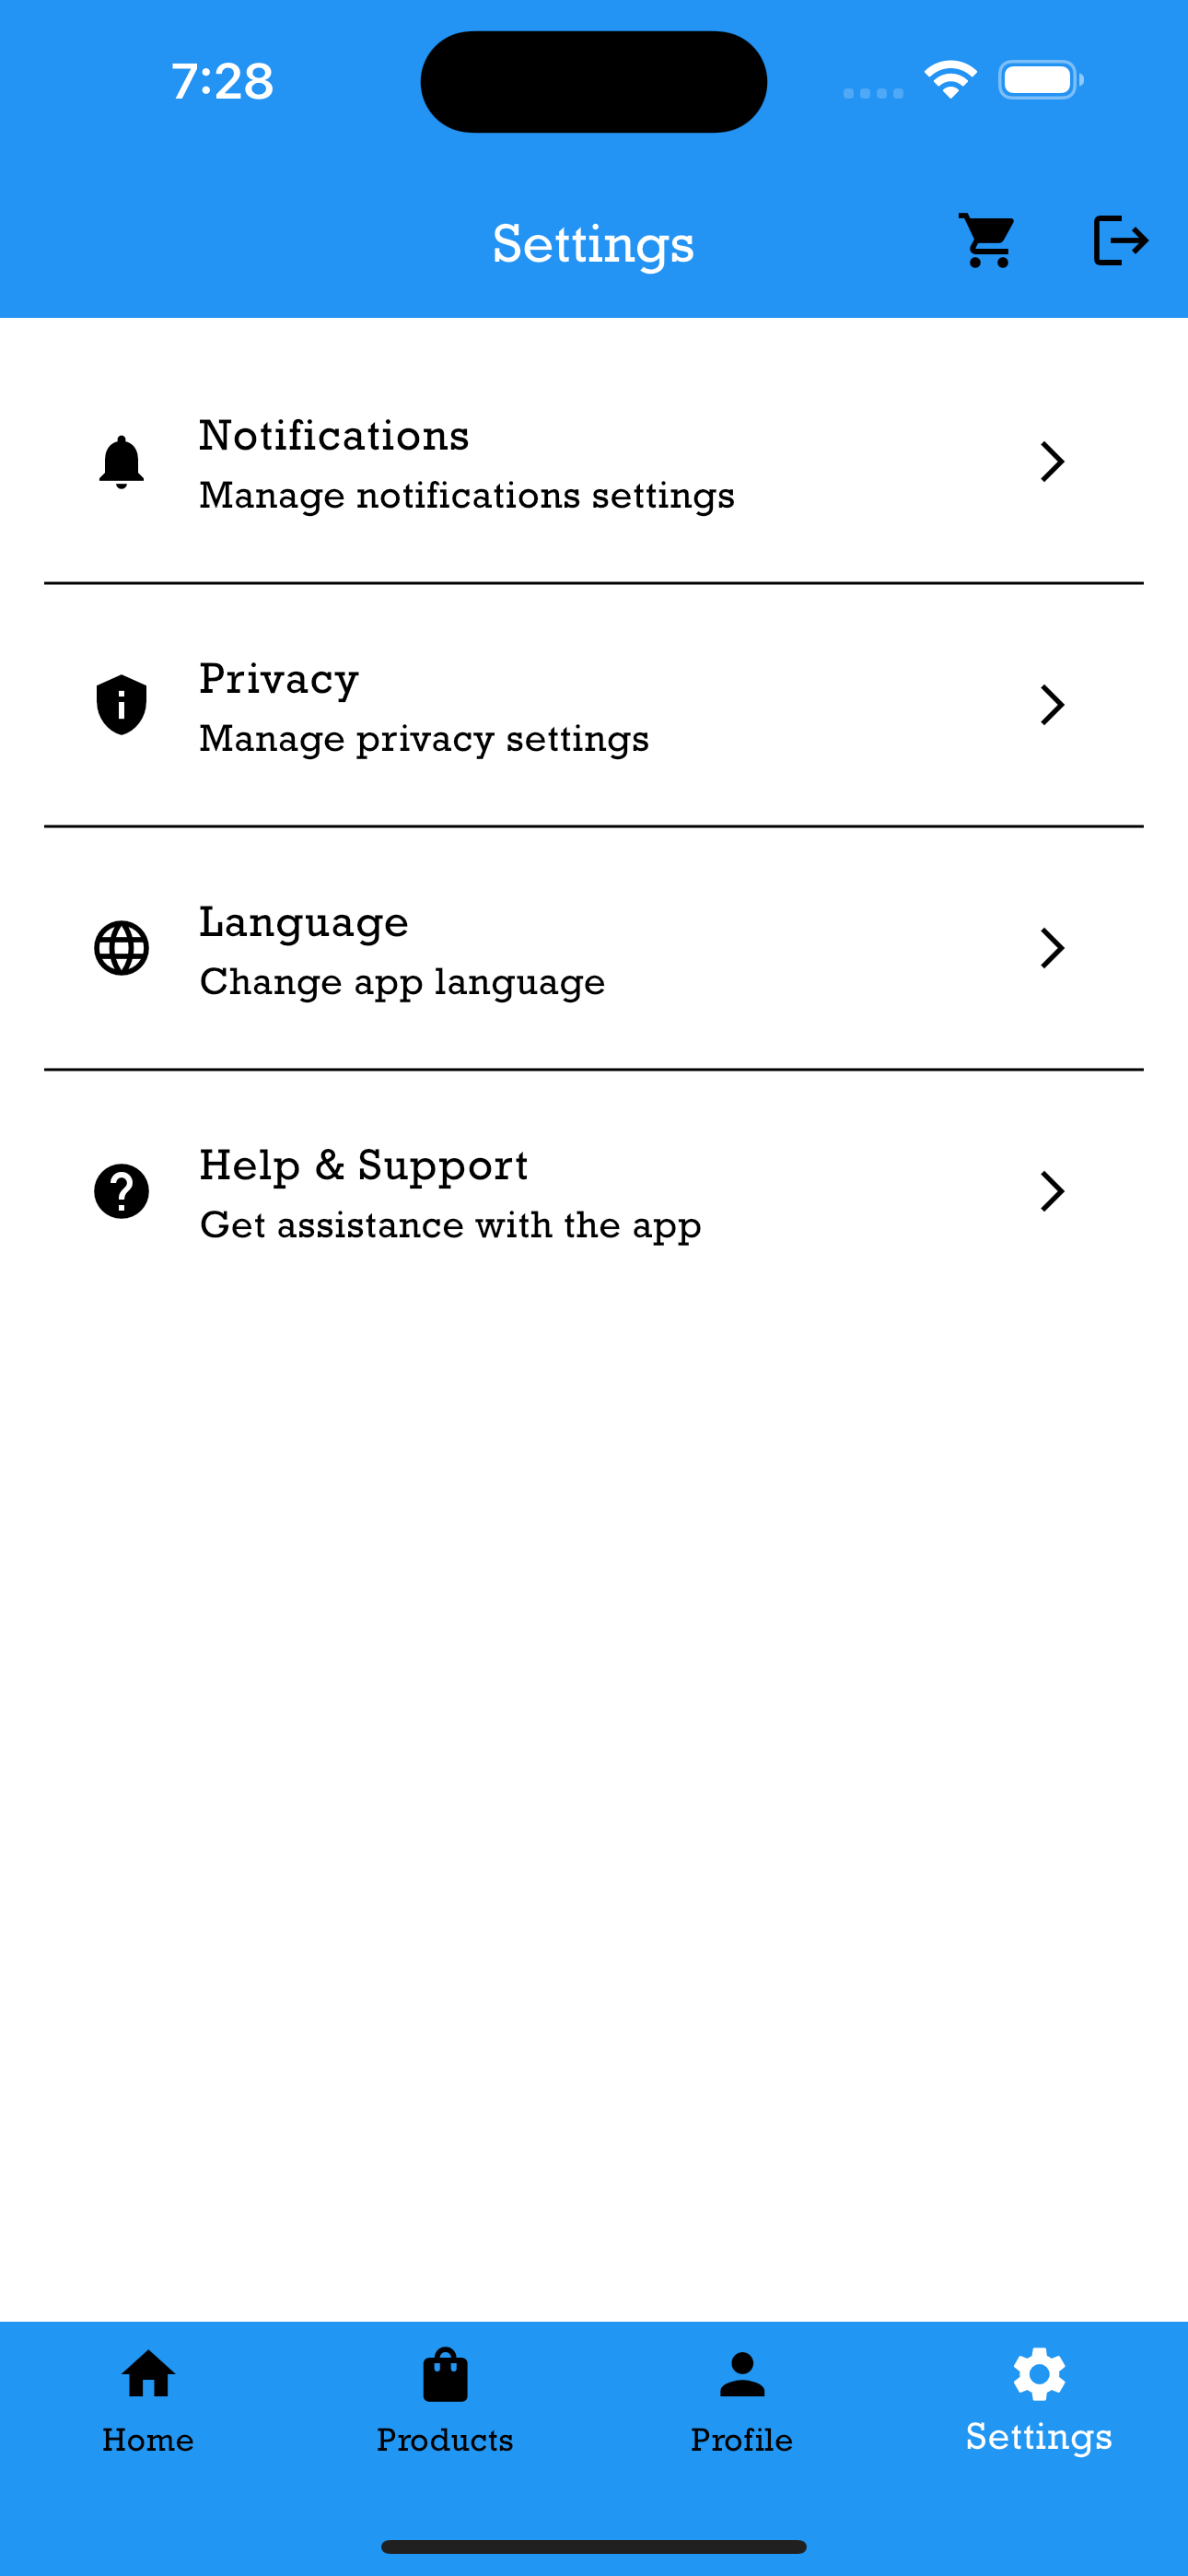 7:28
Settings
Notifications
Manage notifications settings
Privacy
Manage privacy settings
Language
Change app language
Help & Support
Get assistance with the app
Home
Products
Profile
Settings